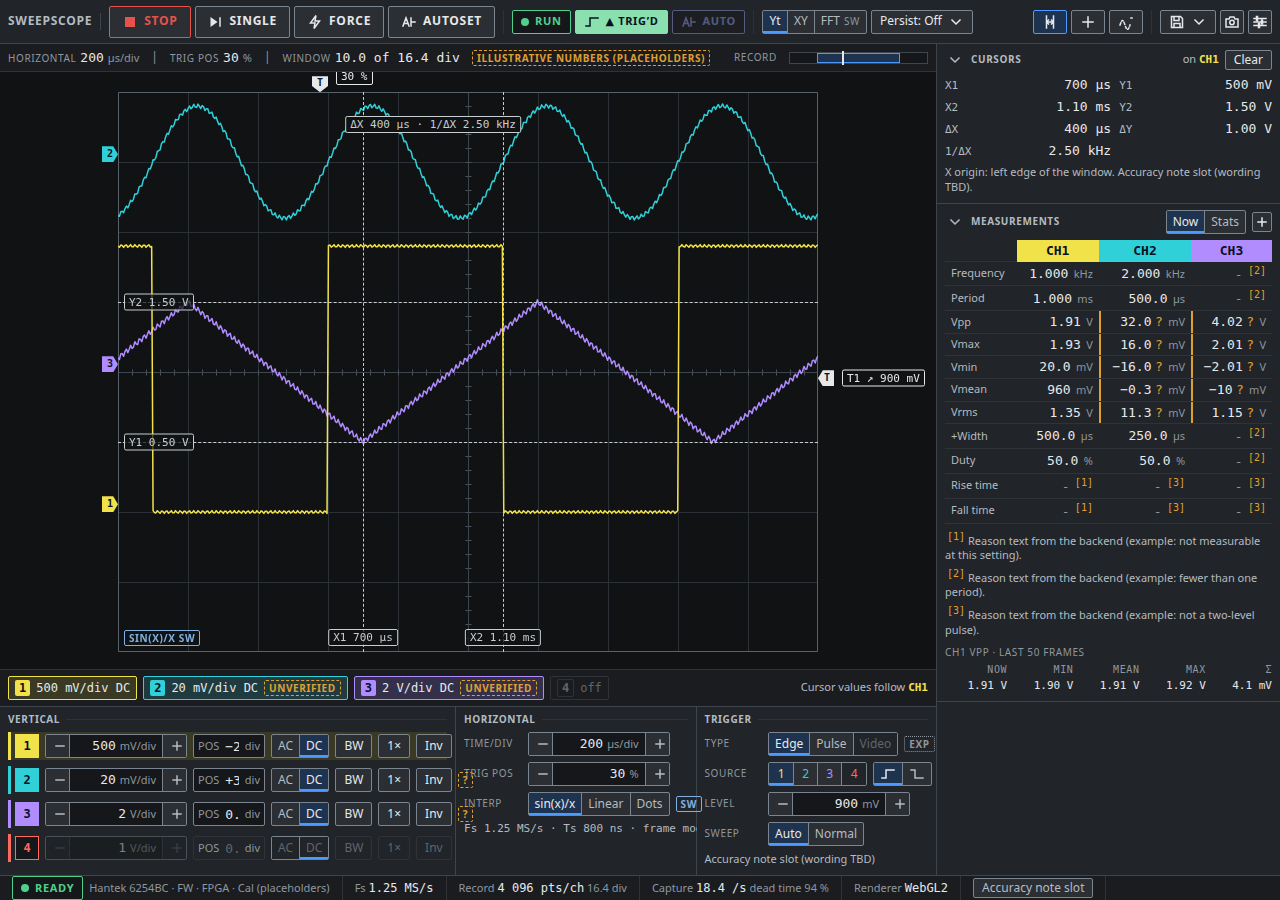 SWEEPSCOPE STOP SINGLE FORCE AUTOSET RUN ▲ TRIG'D AUTO Yt XY FFT SW Persist: Off
HORIZONTAL 200 µs/div | TRIG POS 30 % | WINDOW 10.0 of 16.4 div ILLUSTRATIVE NUMBERS (PLACEHOLDERS) RECORD
T 30 %
ΔX 400 µs · 1/ΔX 2.50 kHz
2
Y2 1.50 V
3
T T1 ↗ 900 mV
Y1 0.50 V
1
SIN(X)/X SW X1 700 µs X2 1.10 ms
1 500 mV/div DC 2 20 mV/div DC UNVERIFIED 3 2 V/div DC UNVERIFIED 4 off Cursor values follow CH1
VERTICAL
1 − 500 mV/div + POS −2 div AC DC BW 1× Inv
2 − 20 mV/div + POS +3 div AC DC BW 1× Inv ?
3 − 2 V/div + POS 0. div AC DC BW 1× Inv ?
4 − 1 V/div + POS 0. div AC DC BW 1× Inv
HORIZONTAL
TIME/DIV − 200 µs/div +
TRIG POS − 30 % +
INTERP sin(x)/x Linear Dots SW
Fs 1.25 MS/s · Ts 800 ns · frame mo
TRIGGER
TYPE Edge Pulse Video EXP
SOURCE 1 2 3 4
LEVEL − 900 mV +
SWEEP Auto Normal
Accuracy note slot (wording TBD)
CURSORS on CH1 Clear
X1 700 µs Y1 500 mV
X2 1.10 ms Y2 1.50 V
ΔX 400 µs ΔY 1.00 V
1/ΔX 2.50 kHz
X origin: left edge of the window. Accuracy note slot (wording
TBD).
MEASUREMENTS Now Stats +
CH1 CH2 CH3
Frequency 1.000 kHz 2.000 kHz - [2]
Period 1.000 ms 500.0 µs - [2]
Vpp 1.91 V 32.0 ? mV 4.02 ? V
Vmax 1.93 V 16.0 ? mV 2.01 ? V
Vmin 20.0 mV −16.0 ? mV −2.01 ? V
Vmean 960 mV −0.3 ? mV −10 ? mV
Vrms 1.35 V 11.3 ? mV 1.15 ? V
+Width 500.0 µs 250.0 µs - [2]
Duty 50.0 % 50.0 % - [2]
Rise time - [1] - [3] - [3]
Fall time - [1] - [3] - [3]
[1] Reason text from the backend (example: not measurable
at this setting).
[2] Reason text from the backend (example: fewer than one
period).
[3] Reason text from the backend (example: not a two-level
pulse).
CH1 VPP · LAST 50 FRAMES
NOW MIN MEAN MAX Σ
1.91 V 1.90 V 1.91 V 1.92 V 4.1 mV
READY Hantek 6254BC · FW · FPGA · Cal (placeholders) Fs 1.25 MS/s Record 4 096 pts/ch 16.4 div Capture 18.4 /s dead time 94 % Renderer WebGL2 Accuracy note slot